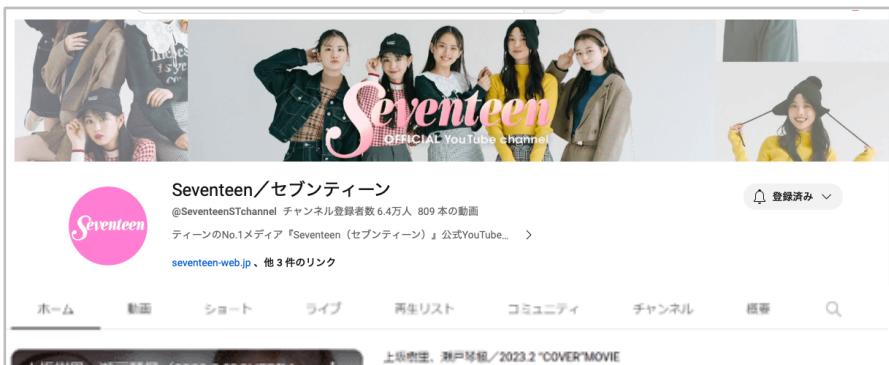 Seventeen
OFFICIAL YouTube channel
Seventeen
Seventeen／セブンティーン
@SeventeenSTchannel チャンネル登録者数 6.4万人 809 本の動画
ティーンのNo.1メディア『Seventeen（セブンティーン）』公式YouTube...
seventeen-web.jp 、他 3 件のリンク
登録済み
ホーム 動画 ショート ライブ 再生リスト コミュニティ チャンネル 概要
上坂樹里、瀬戸琴楓／2023.2 "COVER"MOVIE